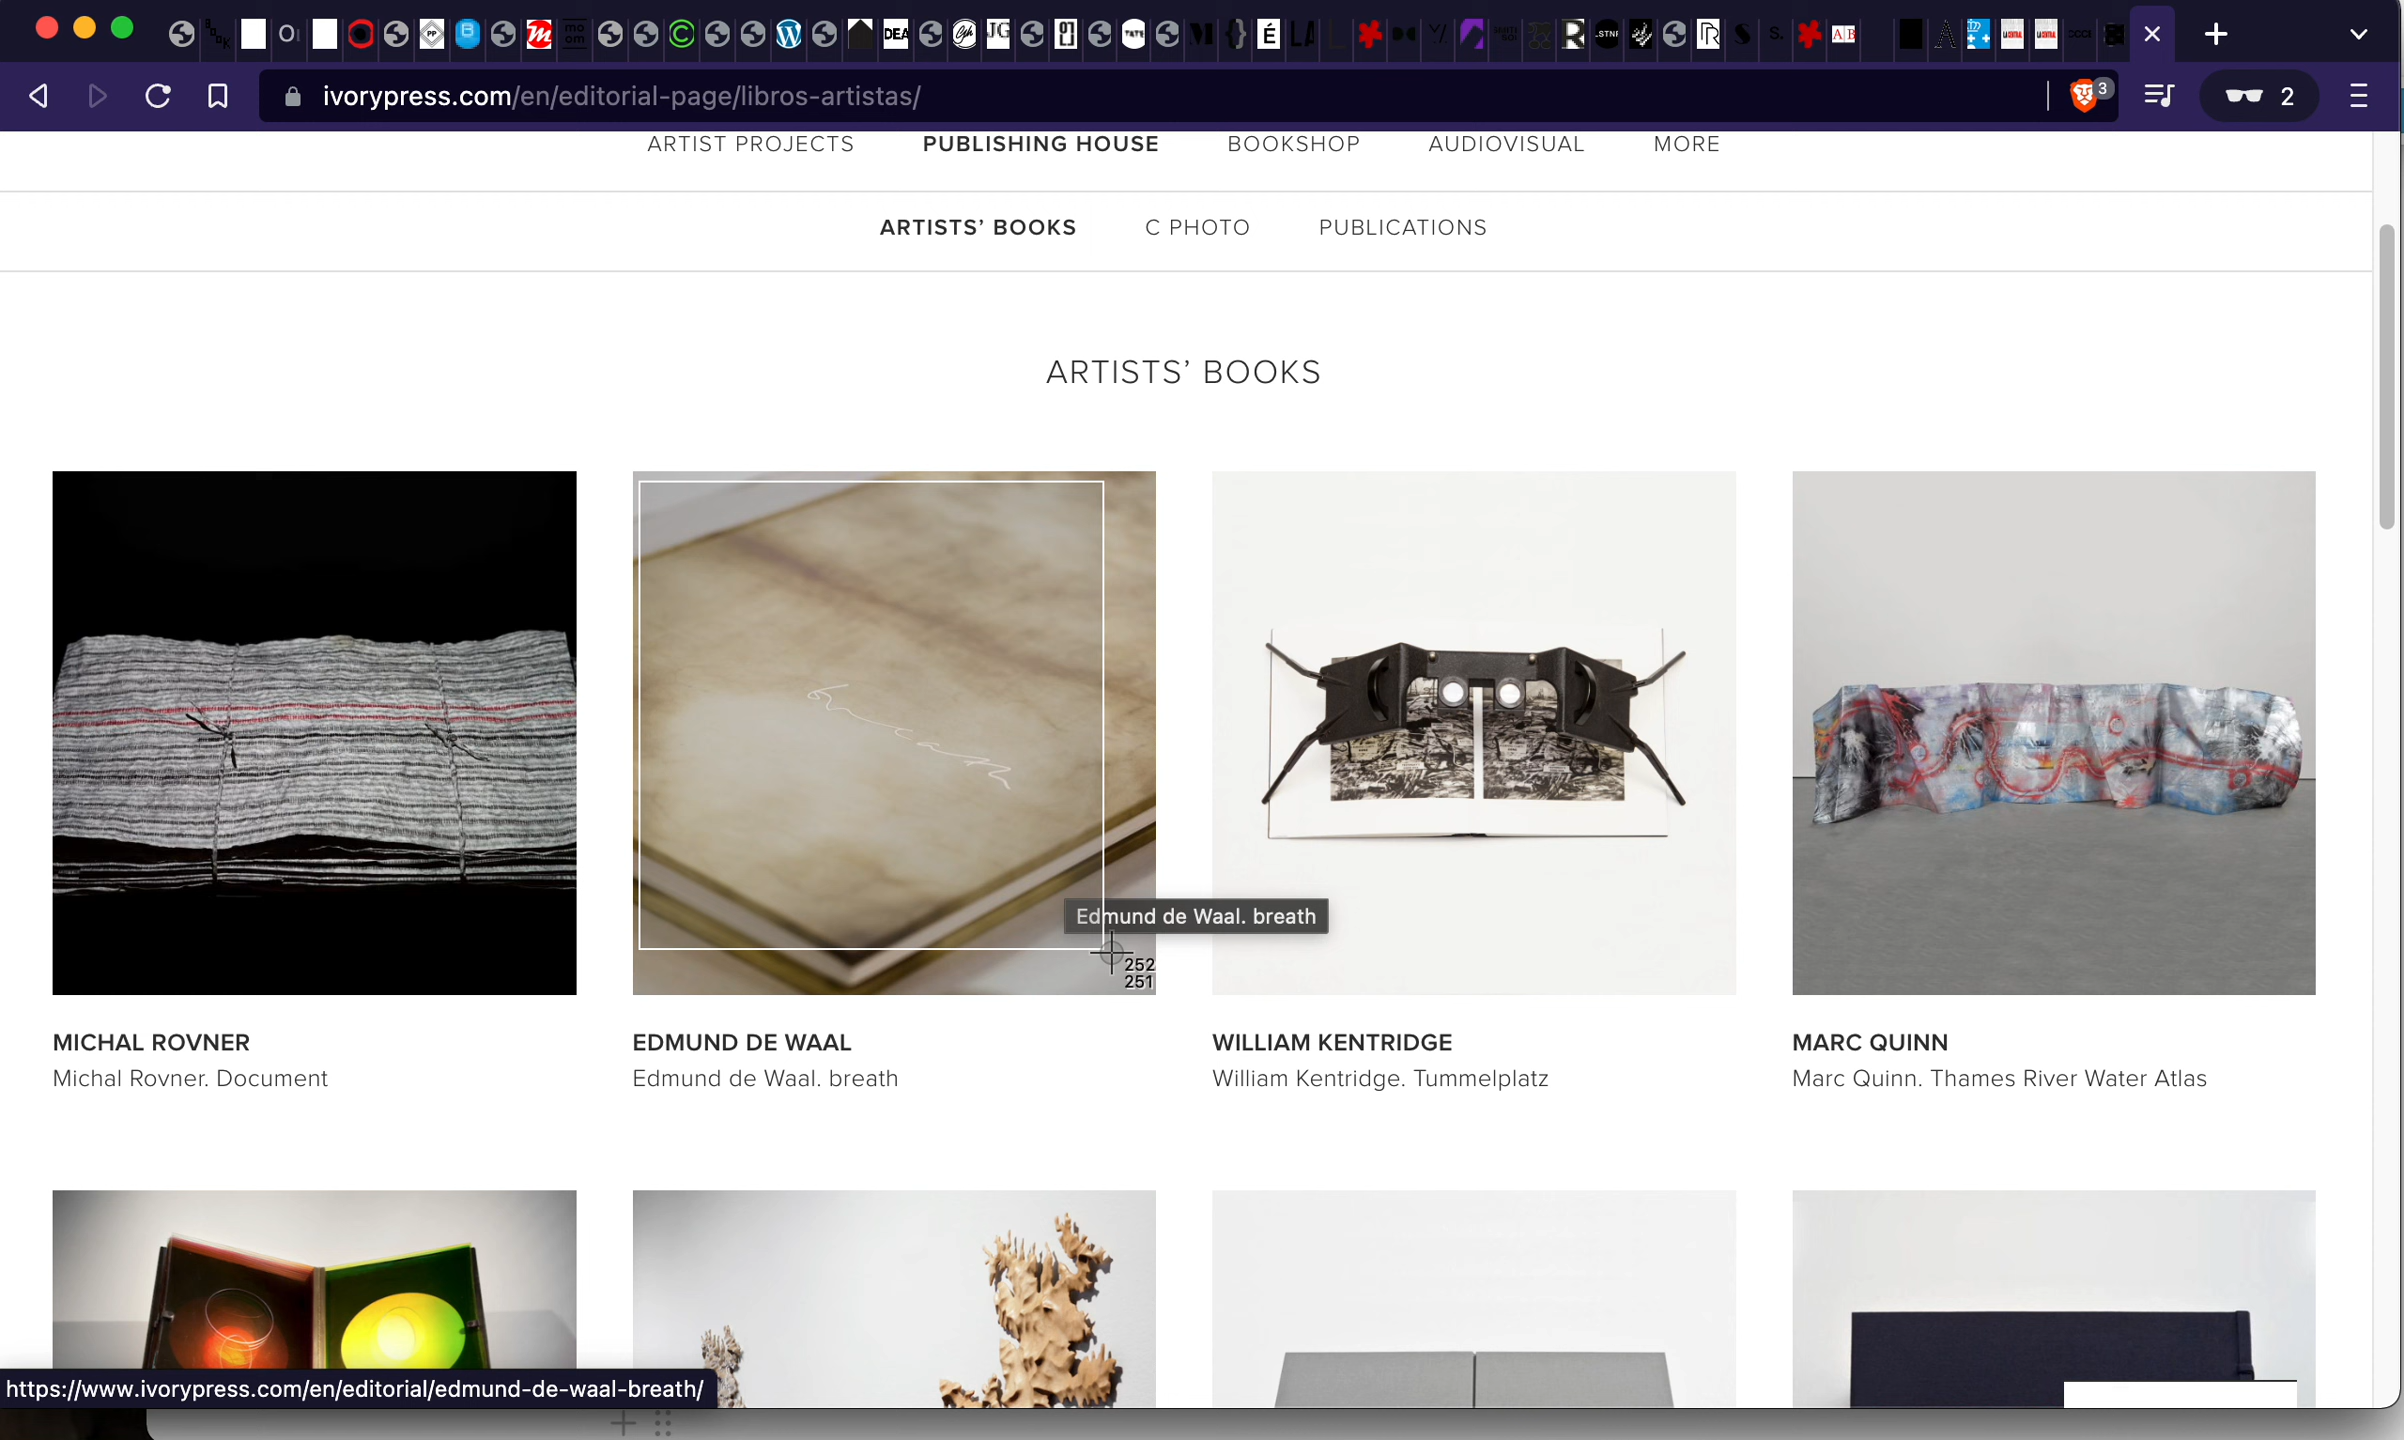 ivorypress.com/en/editorial-page/libros-artistas/
3
2
ARTIST PROJECTS PUBLISHING HOUSE BOOKSHOP AUDIOVISUAL MORE
ARTISTS’ BOOKS C PHOTO PUBLICATIONS
ARTISTS’ BOOKS
breath
Edmund de Waal. breath
252
251
MICHAL ROVNER
Michal Rovner. Document
EDMUND DE WAAL
Edmund de Waal. breath
WILLIAM KENTRIDGE
William Kentridge. Tummelplatz
MARC QUINN
Marc Quinn. Thames River Water Atlas
https://www.ivorypress.com/en/editorial/edmund-de-waal-breath/